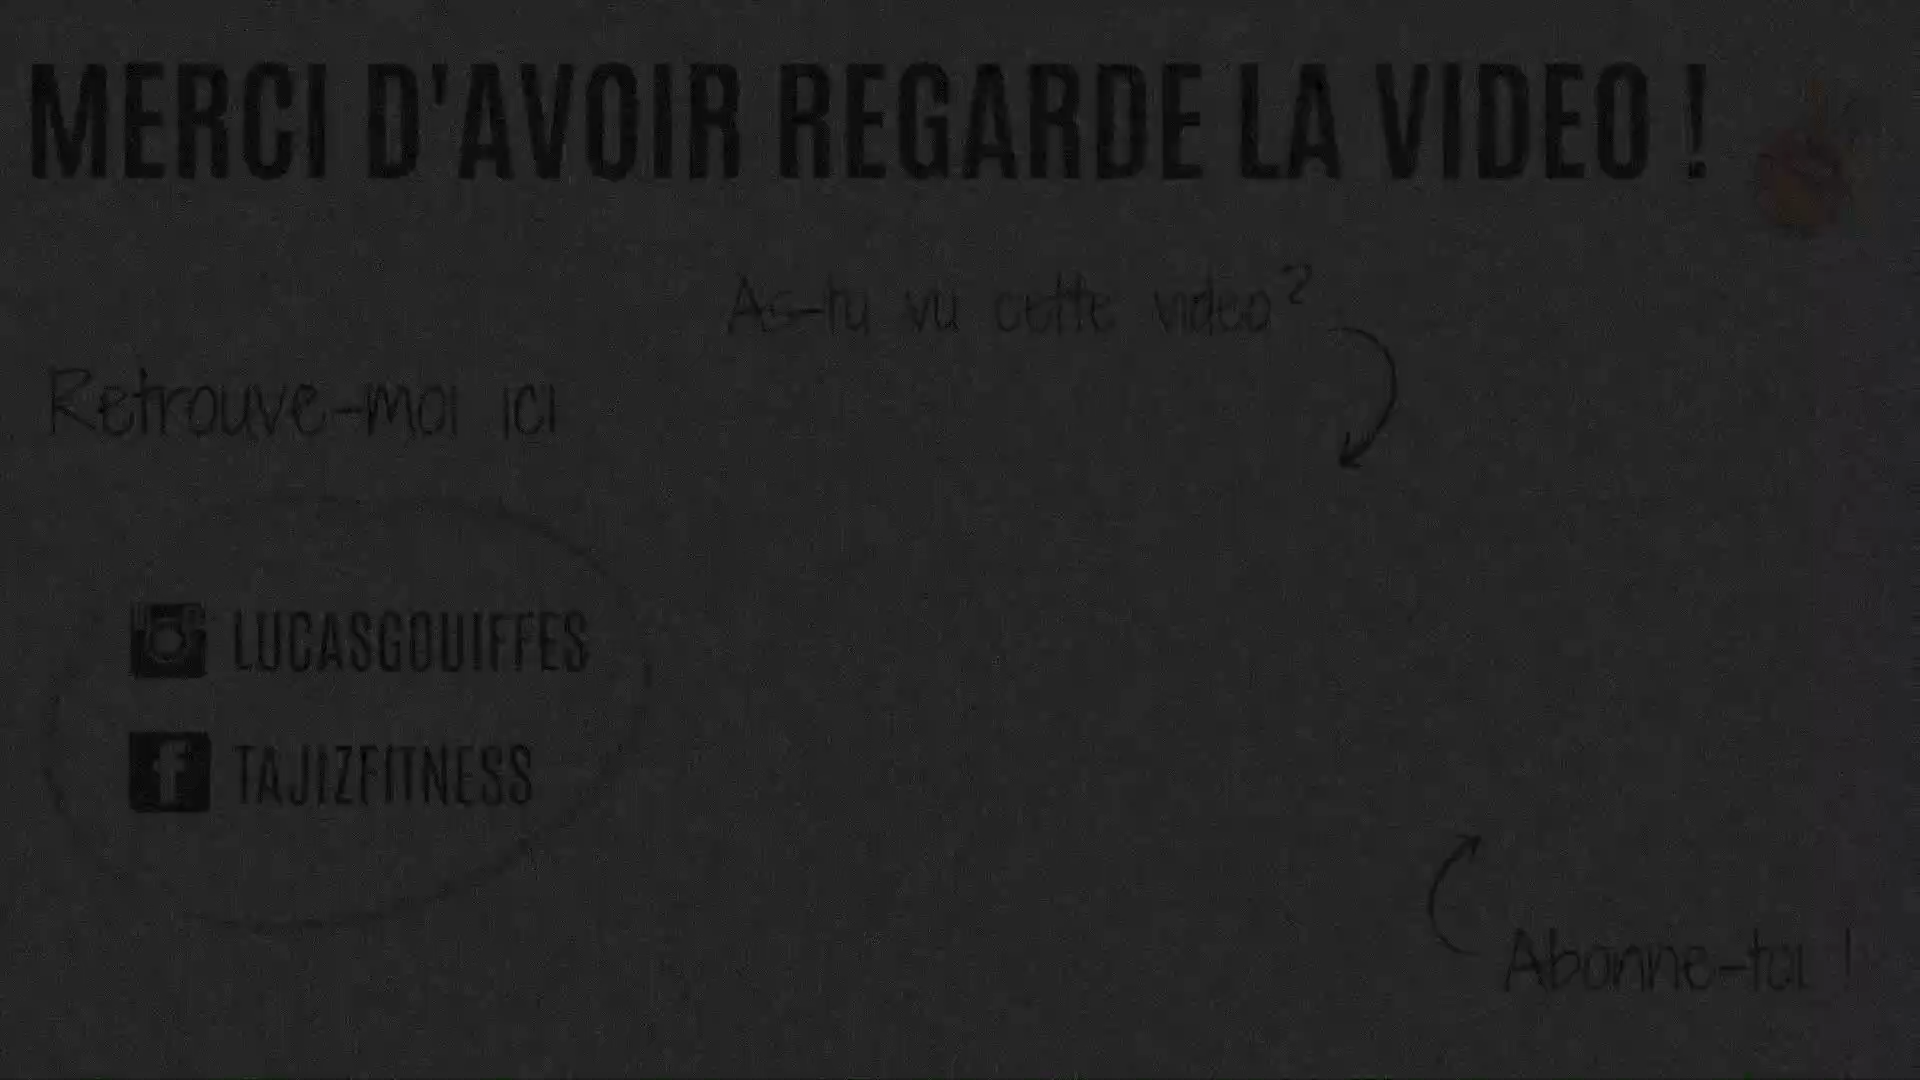 MERCI D'AVOIR REGARDE LA VIDEO !
As-tu vu cette video?
Retrouve-moi ici
LUCASGOUIFFES
TAJIZFITNESS
Abonne-toi !